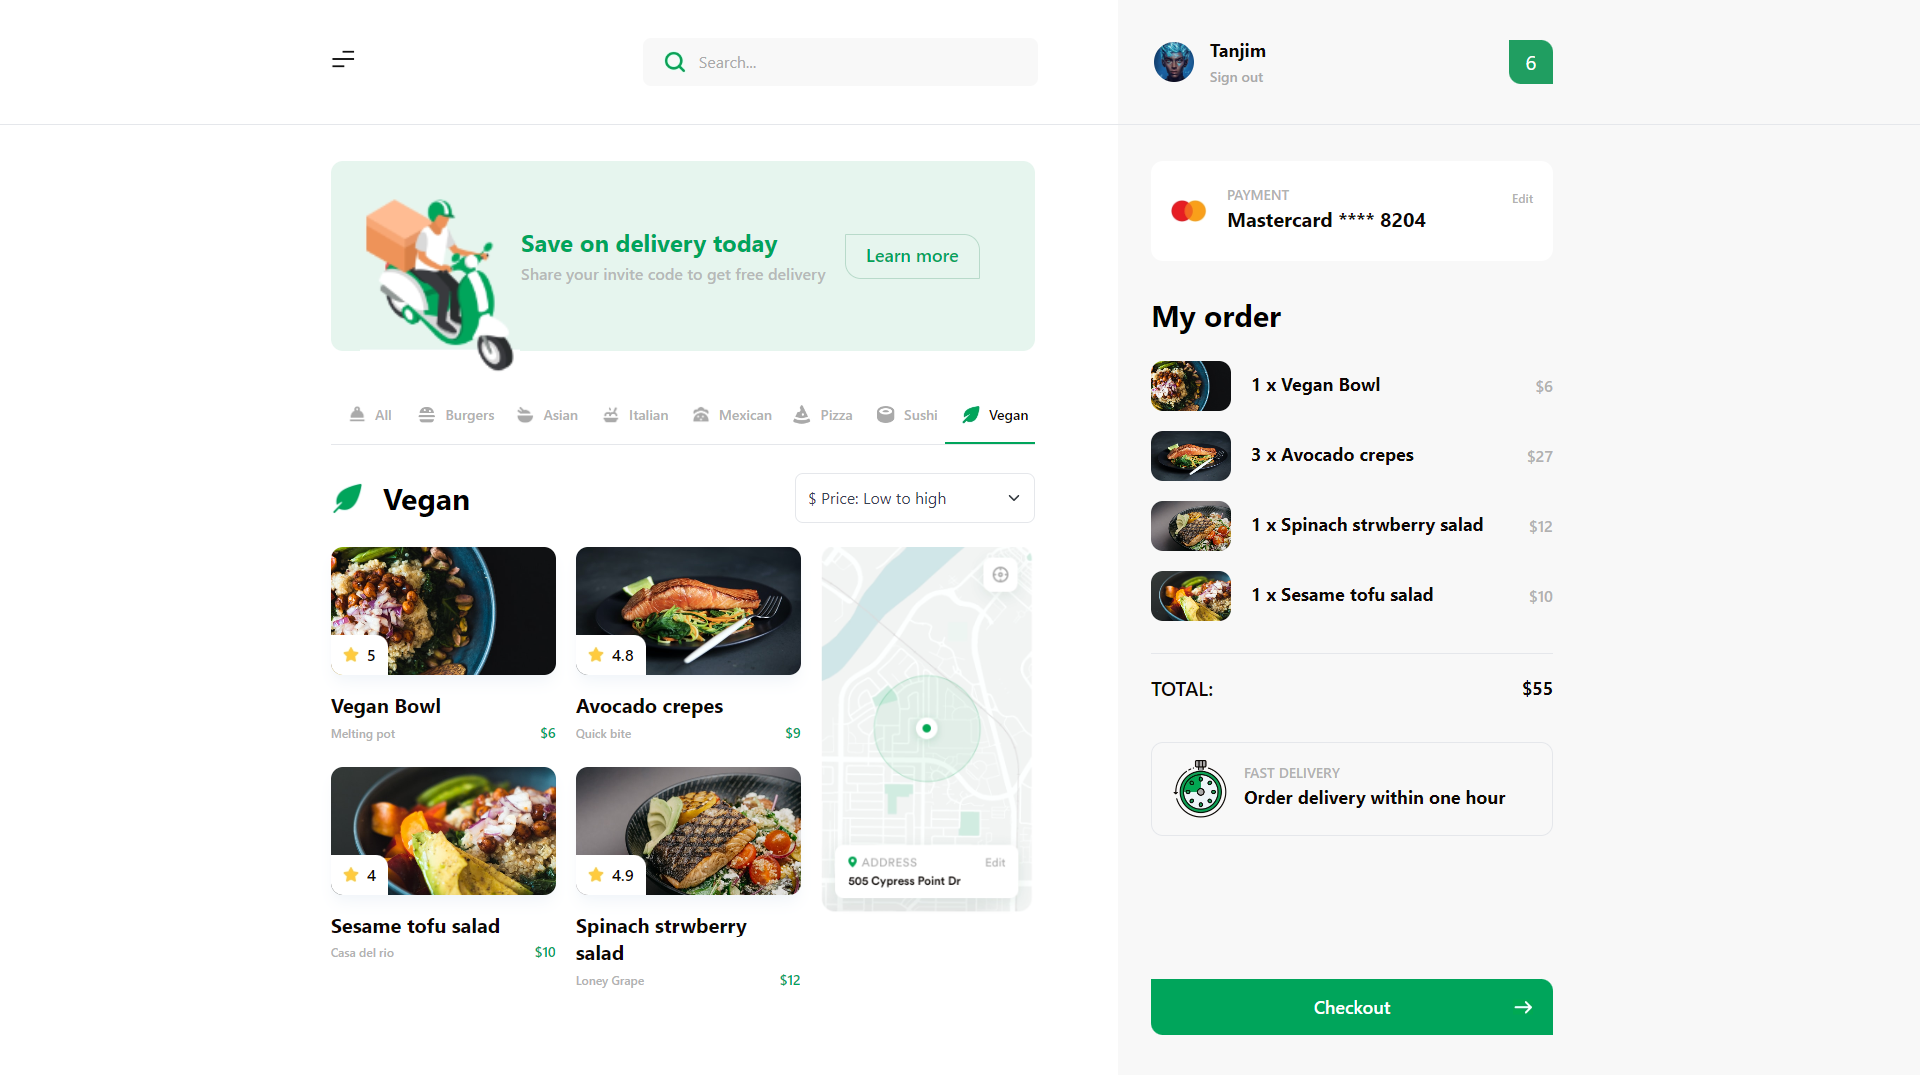 Search...
Tanjim
Sign out
6
Save on delivery today
Share your invite code to get free delivery
Learn more
All
Burgers
Asian
Italian
Mexican
Pizza
Sushi
Vegan
Vegan
$ Price: Low to high
5
Vegan Bowl
Melting pot
$6
4.8
Avocado crepes
Quick bite
$9
4
Sesame tofu salad
Casa del rio
$10
4.9
Spinach strwberry
salad
Loney Grape
$12
ADDRESS
Edit
505 Cypress Point Dr
PAYMENT
Edit
Mastercard **** 8204
My order
1 x Vegan Bowl
$6
3 x Avocado crepes
$27
1 x Spinach strwberry salad
$12
1 x Sesame tofu salad
$10
TOTAL:
$55
FAST DELIVERY
Order delivery within one hour
Checkout